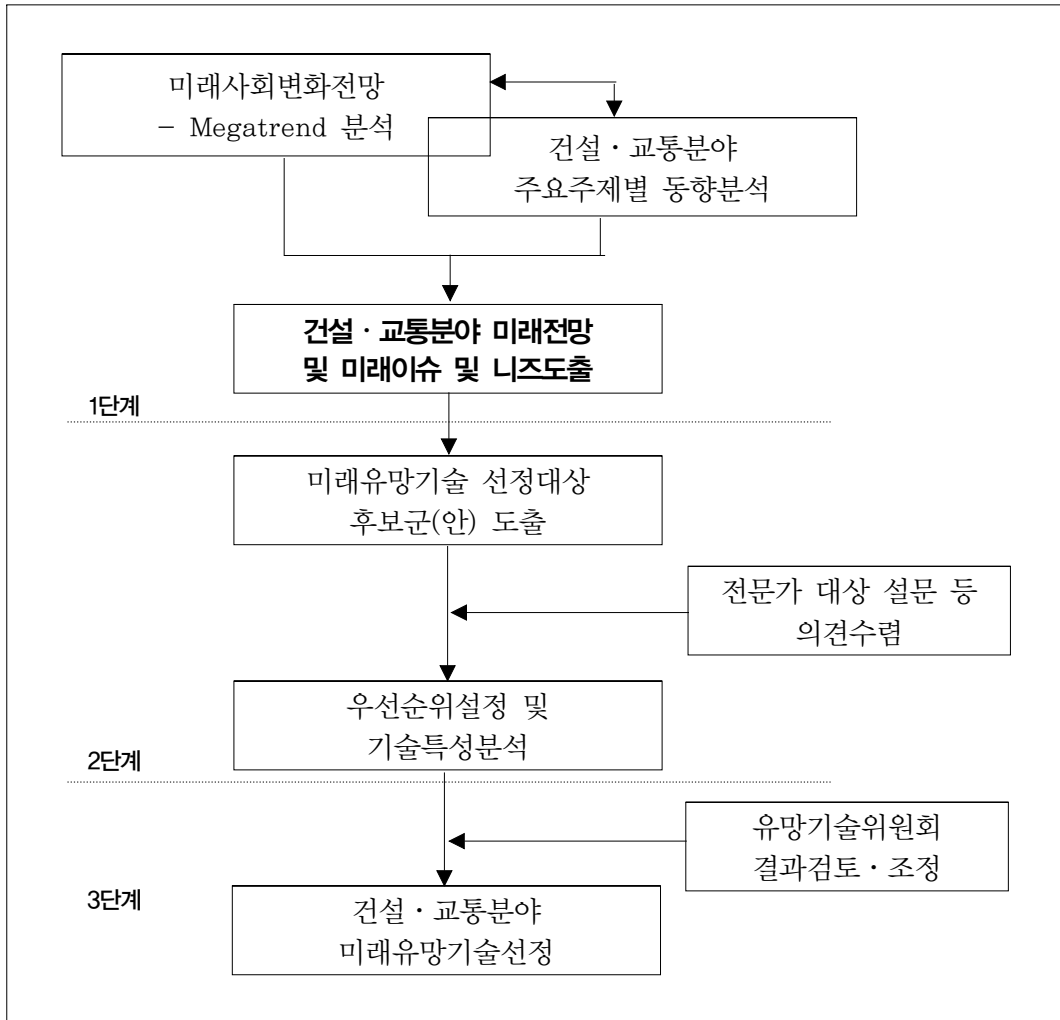 미래사회변화전망
- Megatrend 분석
건설 · 교통분야
주요주제별 동향분석
건설 · 교통분야 미래전망
및 미래이슈 및 니즈도출
1단계
미래유망기술 선정대상
후보군(안) 도출
전문가 대상 설문 등
의견수렴
우선순위설정 및
기술특성분석
2단계
유망기술위원회
결과검토 · 조정
3단계
건설 · 교통분야
미래유망기술선정